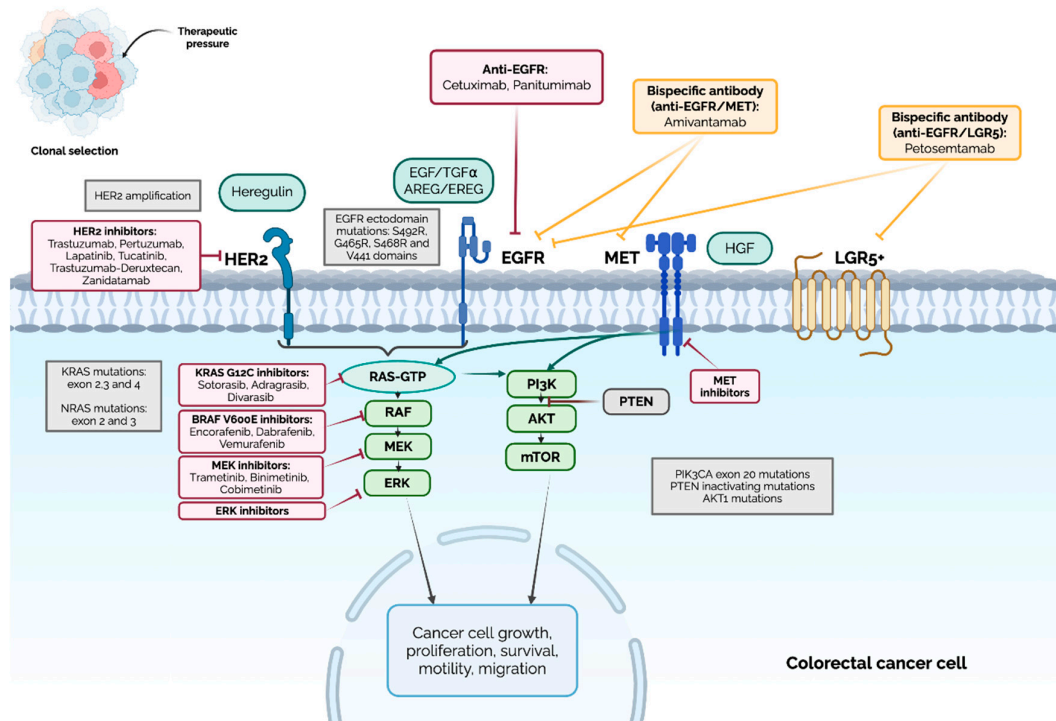 Therapeutic
pressure
Clonal selection
Anti-EGFR:
Cetuximab, Panitumimab
Bispecific antibody
(anti-EGFR/MET):
Amivantamab
Bispecific antibody
(anti-EGFR/LGR5):
Petosemtamab
HER2 amplification
Heregulin
EGF/TGFα
AREG/EREG
EGFR ectodomain
mutations: S492R,
G465R, S468R and
V441 domains
HER2 inhibitors:
Trastuzumab, Pertuzumab,
Lapatinib, Tucatinib,
Trastuzumab-Deruxtecan,
Zanidatamab
HER2
EGFR
MET
HGF
LGR5+
KRAS mutations:
exon 2,3 and 4
NRAS mutations:
exon 2 and 3
KRAS G12C inhibitors:
Sotorasib, Adragrasib,
Divarasib
BRAF V600E inhibitors:
Encorafenib, Dabrafenib,
Vemurafenib
MEK inhibitors:
Trametinib, Binimetinib,
Cobimetinib
ERK inhibitors
RAS-GTP
RAF
MEK
ERK
PI3K
AKT
mTOR
PTEN
MET
inhibitors
PIK3CA exon 20 mutations
PTEN inactivating mutations
AKT1 mutations
Cancer cell growth,
proliferation, survival,
motility, migration
Colorectal cancer cell